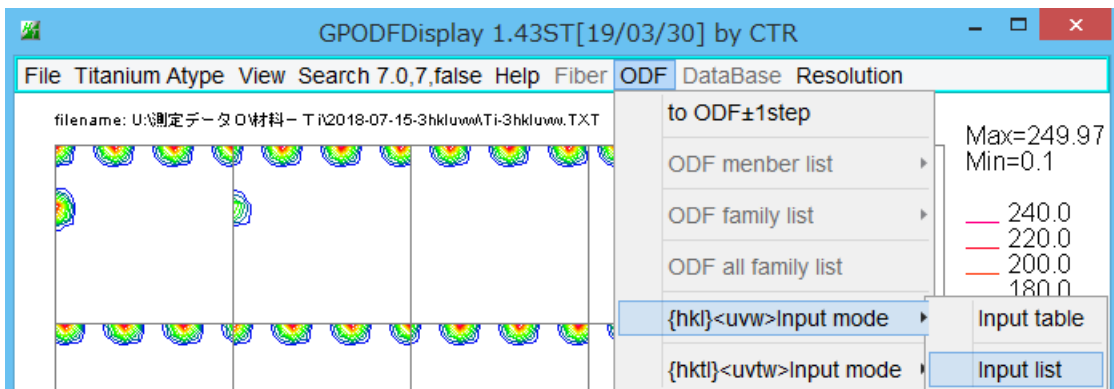 GPODFDisplay 1.43ST[19/03/30] by CTR
File Titanium Atype View Search 7.0,7,false Help Fiber ODF DataBase Resolution
filename: U:\測定データO\材料-Ti\2018-07-15-3hkluvw\Ti-3hkluvw.TXT
to ODF±1step
ODF menber list
ODF family list
ODF all family list
{hkl}<uvw>Input mode
{hktl}<uvtw>Input mode
Input table
Input list
Max=249.97
Min=0.1
240.0
220.0
200.0
180.0